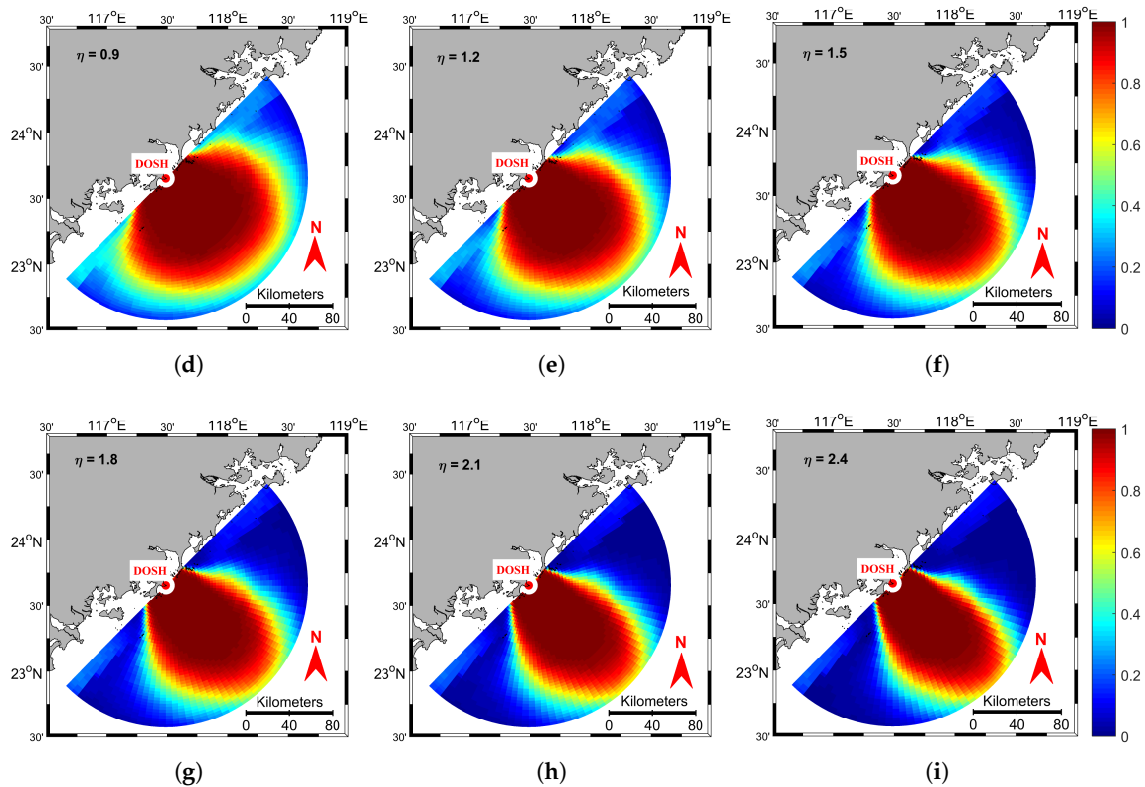 30' 117°E 30' 118°E 30' 119°E
30' 117°E 30' 118°E 30' 119°E
30' 117°E 30' 118°E 30' 119°E
η = 0.9
η = 1.2
η = 1.5
1
30'
30'
30'
0.8
24°N
24°N
24°N
DOSH
DOSH
DOSH
0.6
30'
30'
30'
0.4
N
N
N
23°N
23°N
23°N
0.2
Kilometers
Kilometers
Kilometers
0 40 80
0 40 80
0 40 80
30'
30'
30'
0
(d)
(e)
(f)
30' 117°E 30' 118°E 30' 119°E
30' 117°E 30' 118°E 30' 119°E
30' 117°E 30' 118°E 30' 119°E
η = 1.8
η = 2.1
η = 2.4
1
30'
30'
30'
0.8
24°N
24°N
24°N
DOSH
DOSH
DOSH
0.6
30'
30'
30'
0.4
N
N
N
23°N
23°N
23°N
0.2
Kilometers
Kilometers
Kilometers
0 40 80
0 40 80
0 40 80
30'
30'
30'
0
(g)
(h)
(i)